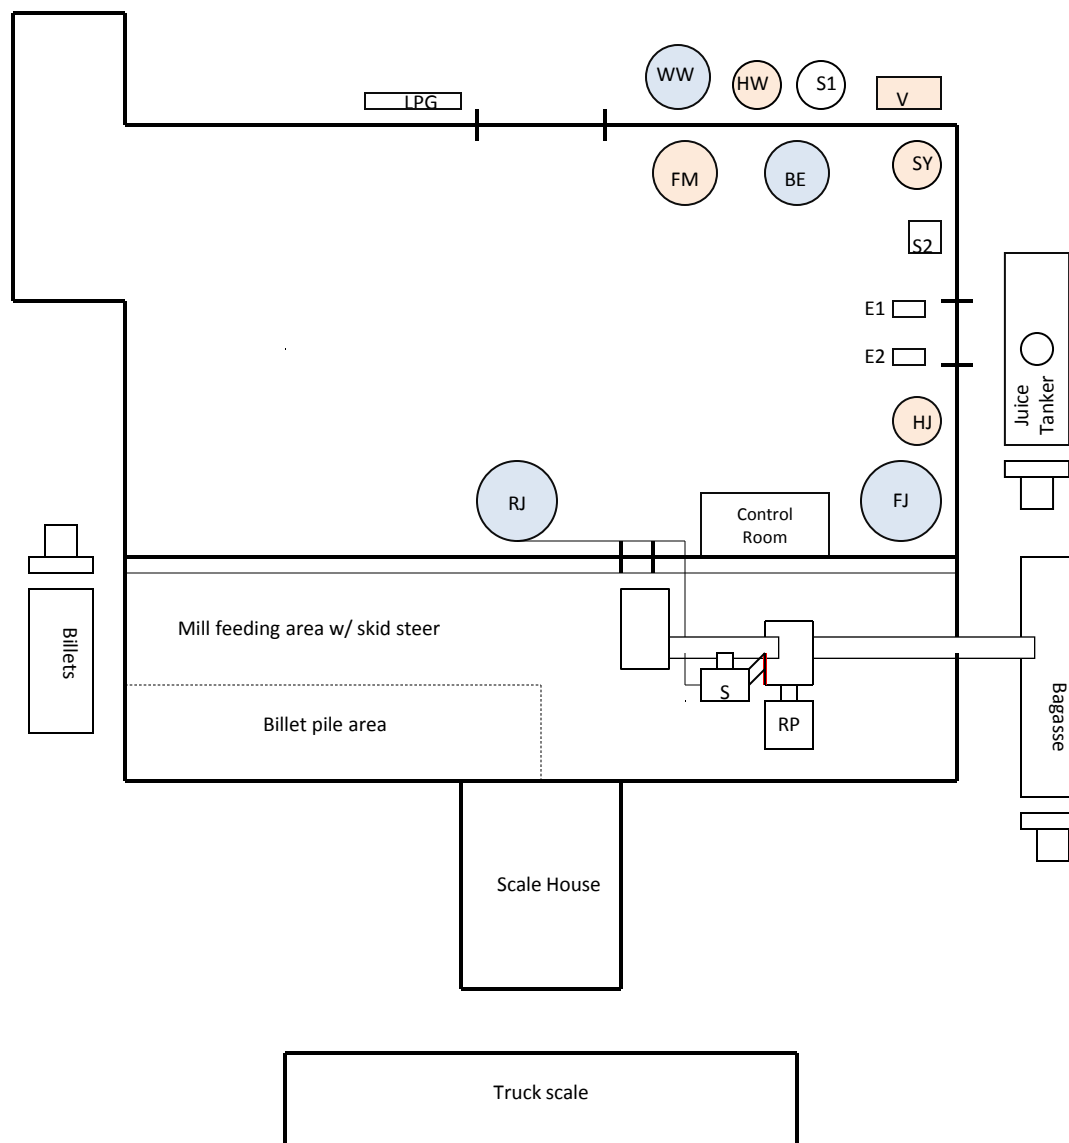 WW
HW
S1
V
LPG
FM
BE
SY
S2
E1
E2
Juice
Tanker
HJ
RJ
Control
Room
FJ
Billets
Mill feeding area w/ skid steer
S
Bagasse
Billet pile area
RP
Scale House
Truck scale